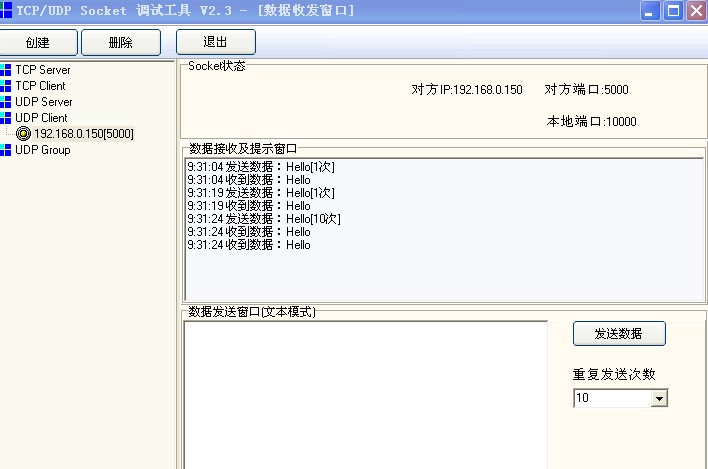 TCP/UDP Socket 调试工具 V2.3 - [数据收发窗口]
创建 删除 退出
TCP Server
TCP Client
UDP Server
UDP Client
192.168.0.150[5000]
UDP Group
Socket状态
对方IP:192.168.0.150 对方端口:5000
本地端口:10000
数据接收及提示窗口
9:31:04 发送数据：Hello[1次]
9:31:04 收到数据：Hello
9:31:19 发送数据：Hello[1次]
9:31:19 收到数据：Hello
9:31:24 发送数据：Hello[10次]
9:31:24 收到数据：Hello
9:31:24 收到数据：Hello
数据发送窗口(文本模式)
发送数据
重复发送次数
10